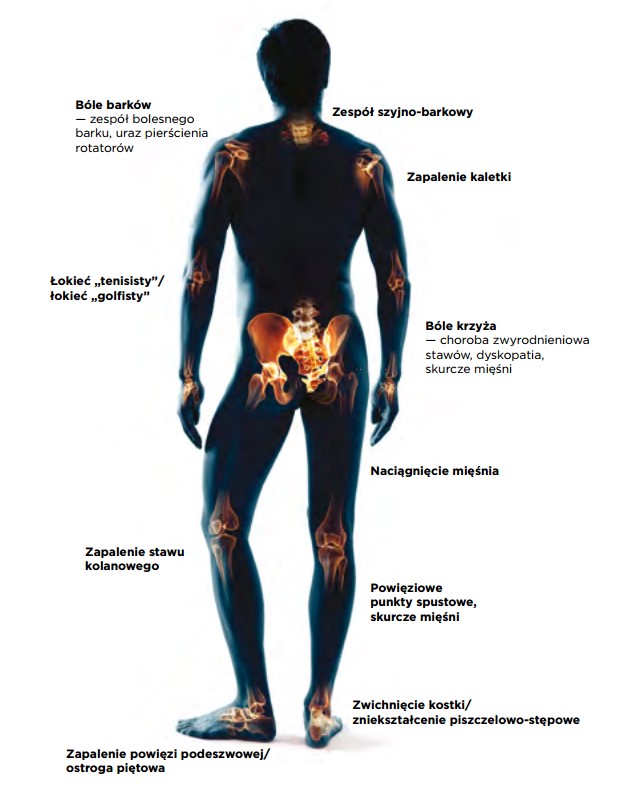 Bóle barków
— zespół bolesnego
barku, uraz pierścienia
rotatorów
Zespół szyjno-barkowy
Zapalenie kaletki
Łokieć „tenisisty”/
łokieć „golfisty”
Bóle krzyża
— choroba zwyrodnieniowa
stawów, dyskopatia,
skurcze mięśni
Naciągnięcie mięśnia
Zapalenie stawu
kolanowego
Powięziowe
punkty spustowe,
skurcze mięśni
Zwichnięcie kostki/
zniekształcenie piszczelowo-stępowe
Zapalenie powięzi podeszwowej/
ostroga piętowa